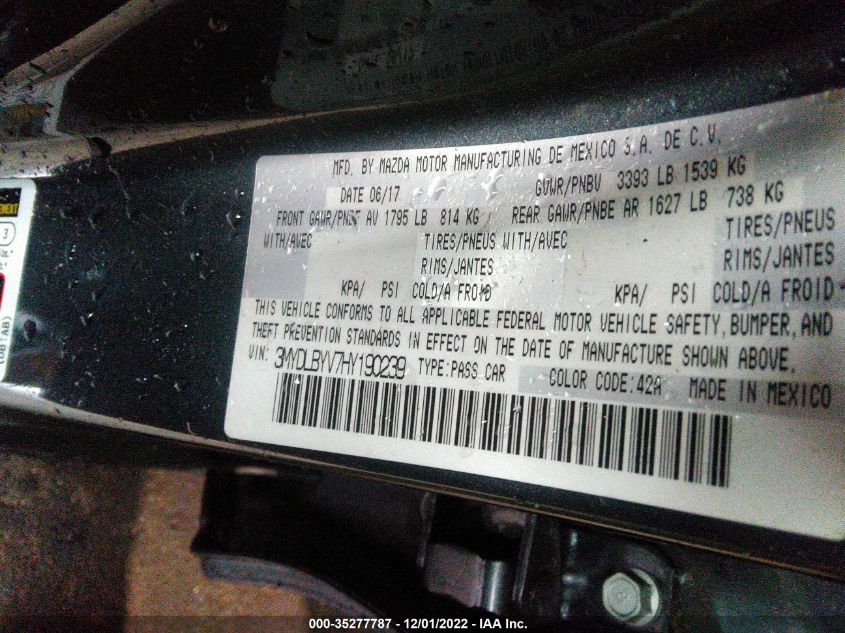 MFD. BY MAZDA MOTOR MANUFACTURING DE MEXICO S.A. DE C.V.
DATE 06/17 GVWR/PNBV 3393 LB 1539 KG
FRONT GAWR/PNBE AV 1795 LB 814 KG REAR GAWR/PNBE AR 1627 LB 738 KG
WITH/AVEC TIRES/PNEUS WITH/AVEC TIRES/PNEUS
RIMS/JANTES RIMS/JANTES
KPA/ PSI COLD/A FROID KPA/ PSI COLD/A FROID
THIS VEHICLE CONFORMS TO ALL APPLICABLE FEDERAL MOTOR VEHICLE SAFETY, BUMPER, AND
THEFT PREVENTION STANDARDS IN EFFECT ON THE DATE OF MANUFACTURE SHOWN ABOVE.
VIN: 3MYDLBYV7HY190239 TYPE:PASS CAR COLOR CODE:42A MADE IN MEXICO
3
000-35277787 - 12/01/2022 - IAA Inc.